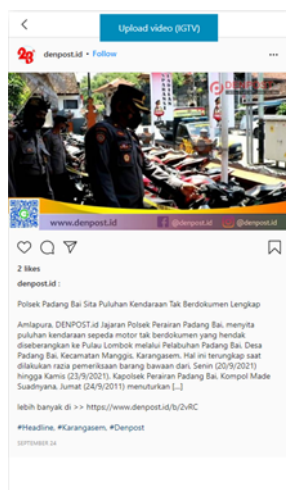 Upload video (IGTV)
denpost.id • Follow
www.denpost.id @denpost.id @denpost.id
2 likes
denpost.id :
Polsek Padang Bai Sita Puluhan Kendaraan Tak Berdokumen Lengkap
Amlapura, DENPOST.id Jajaran Polsek Perairan Padang Bai, menyita
puluhan kendaraan sepeda motor tak berdokumen yang hendak
diseberangkan ke Pulau Lombok melalui Pelabuhan Padang Bai, Desa
Padang Bai, Kecamatan Manggis, Karangasem. Hal ini terungkap saat
dilakukan razia pemeriksaan barang bawaan dari, Senin (20/9/2021)
hingga Kamis (23/9/2021). Kapolsek Perairan Padang Bai, Kompol Made
Suadnyana, Jumat (24/9/2011) menuturkan [...]
lebih banyak di >> https://www.denpost.id/b/2vRC
#Headline, #Karangasem, #Denpost
SEPTEMBER 24